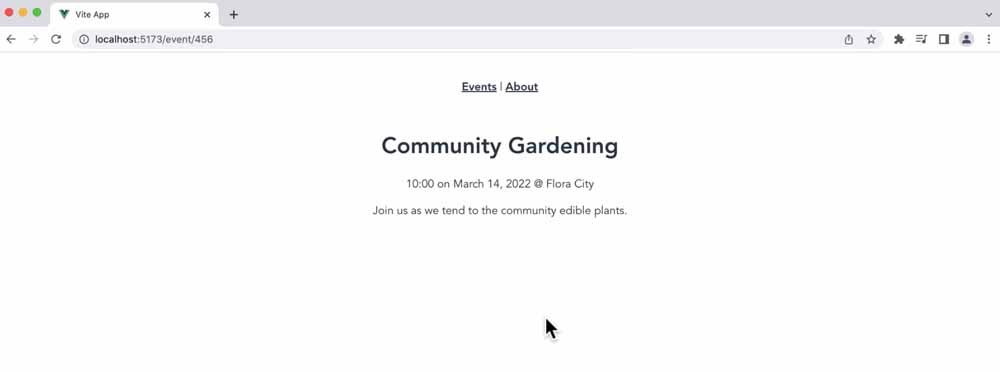 Vite App
localhost:5173/event/456
Events | About
Community Gardening
10:00 on March 14, 2022 @ Flora City
Join us as we tend to the community edible plants.